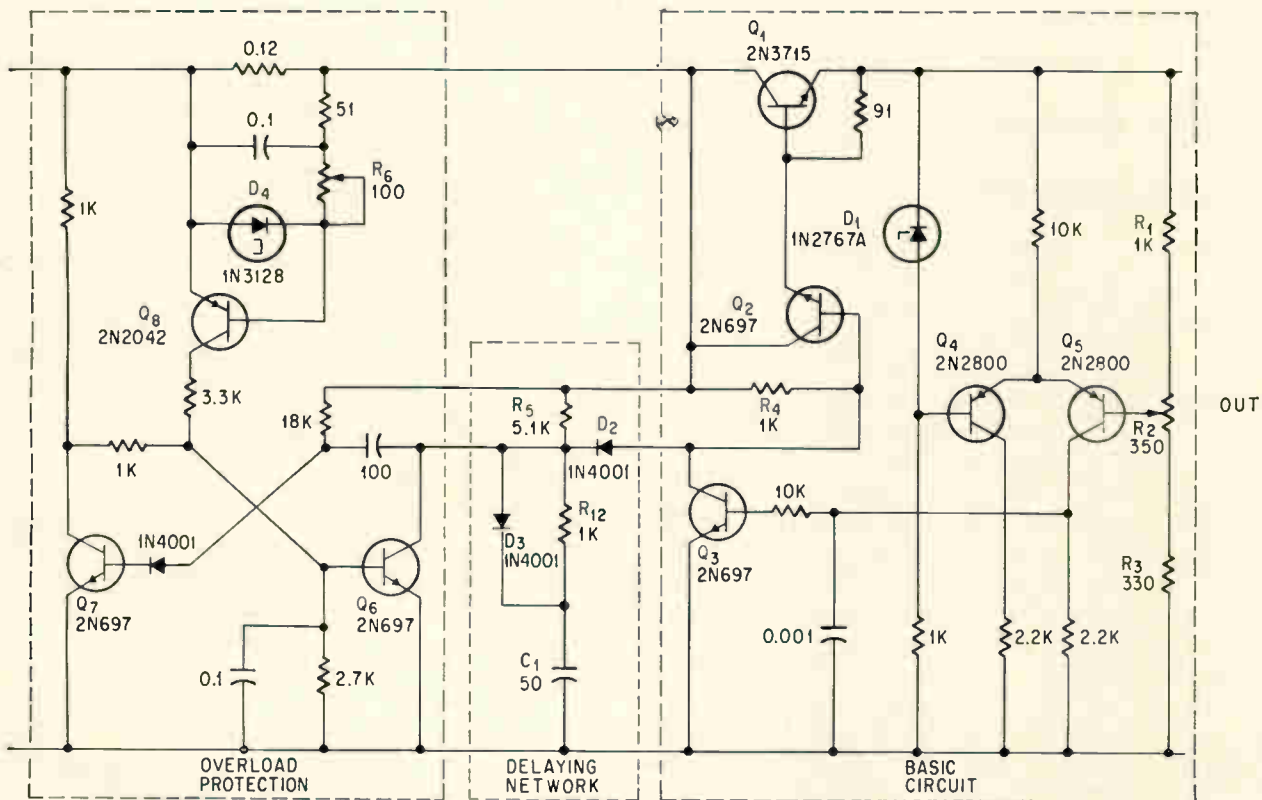 0.12
51
0.1
R6
100
1K
D4
1N3128
Q8
2N2042
3.3K
1K
18K
100
1N4001
Q7
2N697
Q6
2N697
0.1
2.7K
OVERLOAD
PROTECTION
R5
5.1K
D2
1N4001
R12
1K
D3
1N4001
C1
50
DELAYING
NETWORK
Q1
2N3715
91
D1
1N2767A
10K
R1
1K
Q2
2N697
Q4
2N2800
Q5
2N2800
R4
1K
R2
350
OUT
10K
Q3
2N697
R3
330
0.001
1K
2.2K
2.2K
BASIC
CIRCUIT